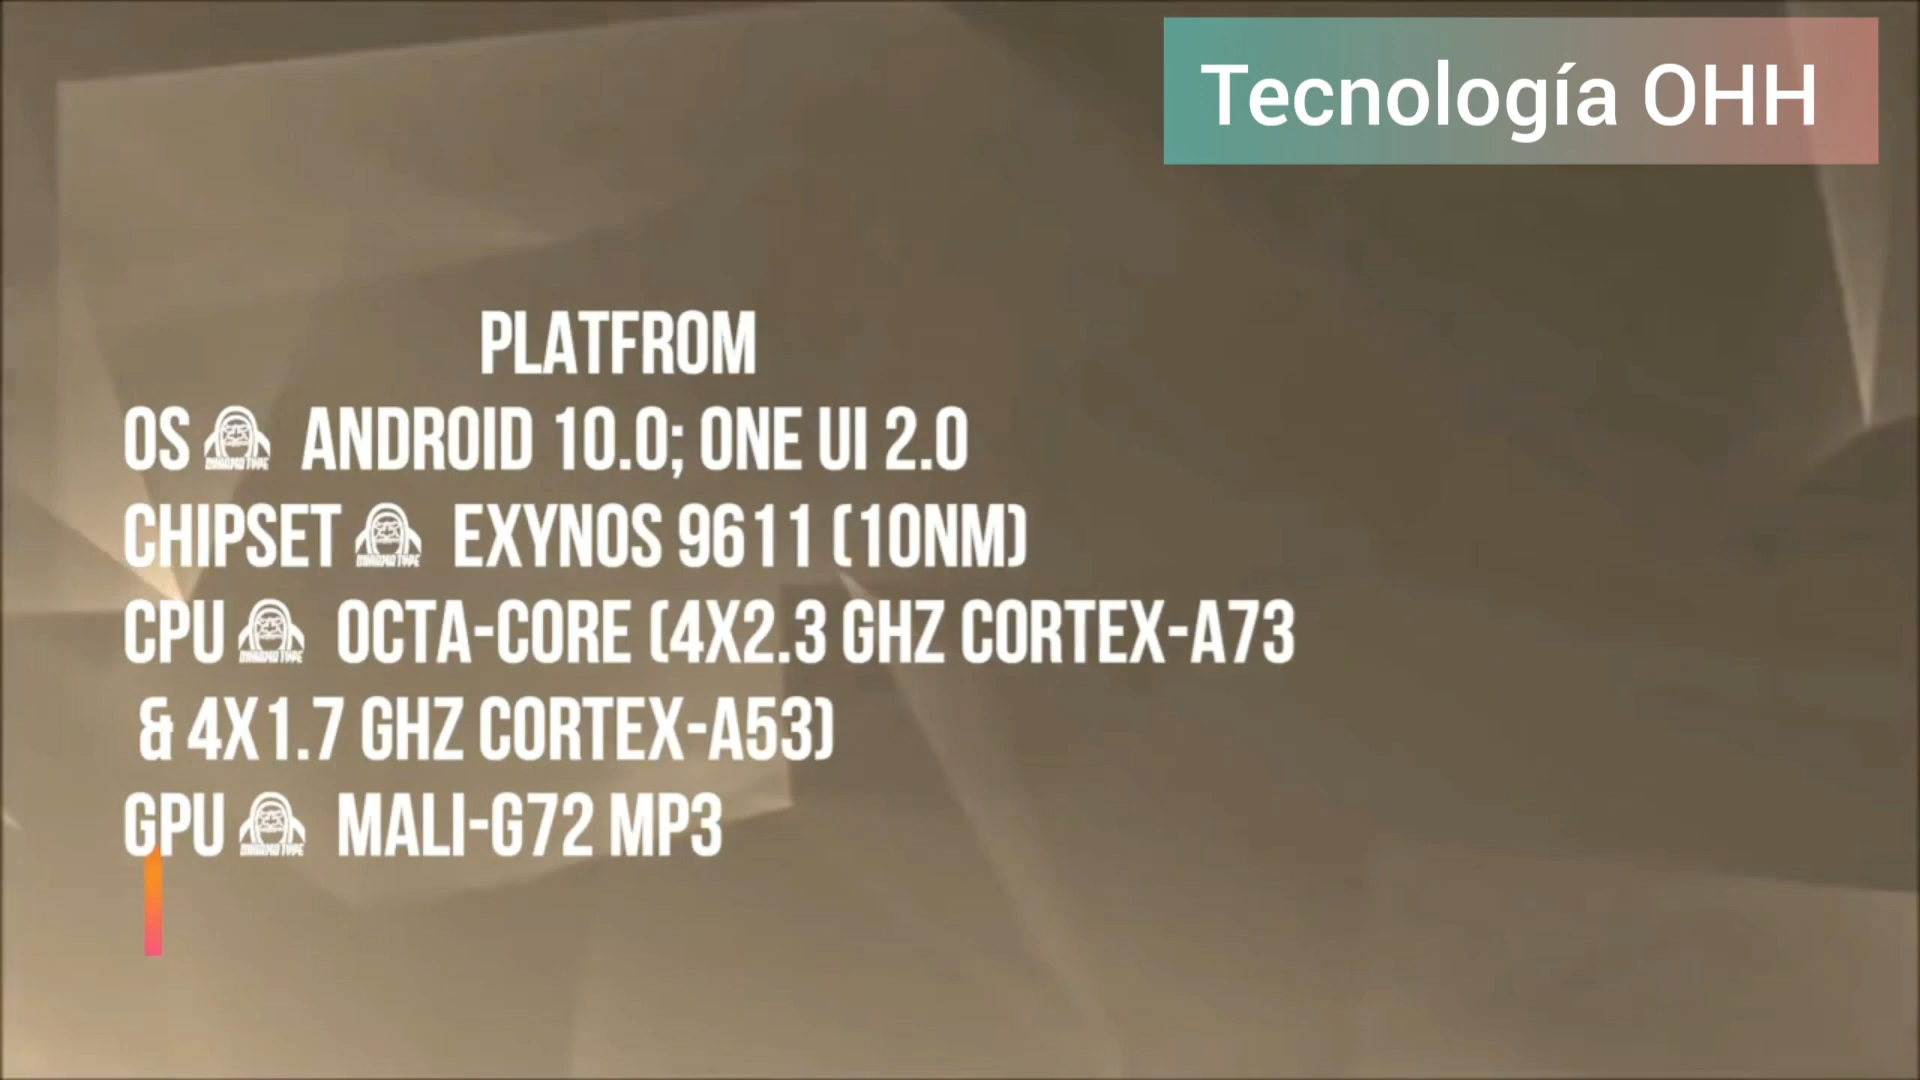 Tecnología OHH
PLATFROM
OS ANDROID 10.0; ONE UI 2.0
CHIPSET EXYNOS 9611 (10NM)
CPU OCTA-CORE (4X2.3 GHZ CORTEX-A73
& 4X1.7 GHZ CORTEX-A53)
GPU MALI-G72 MP3